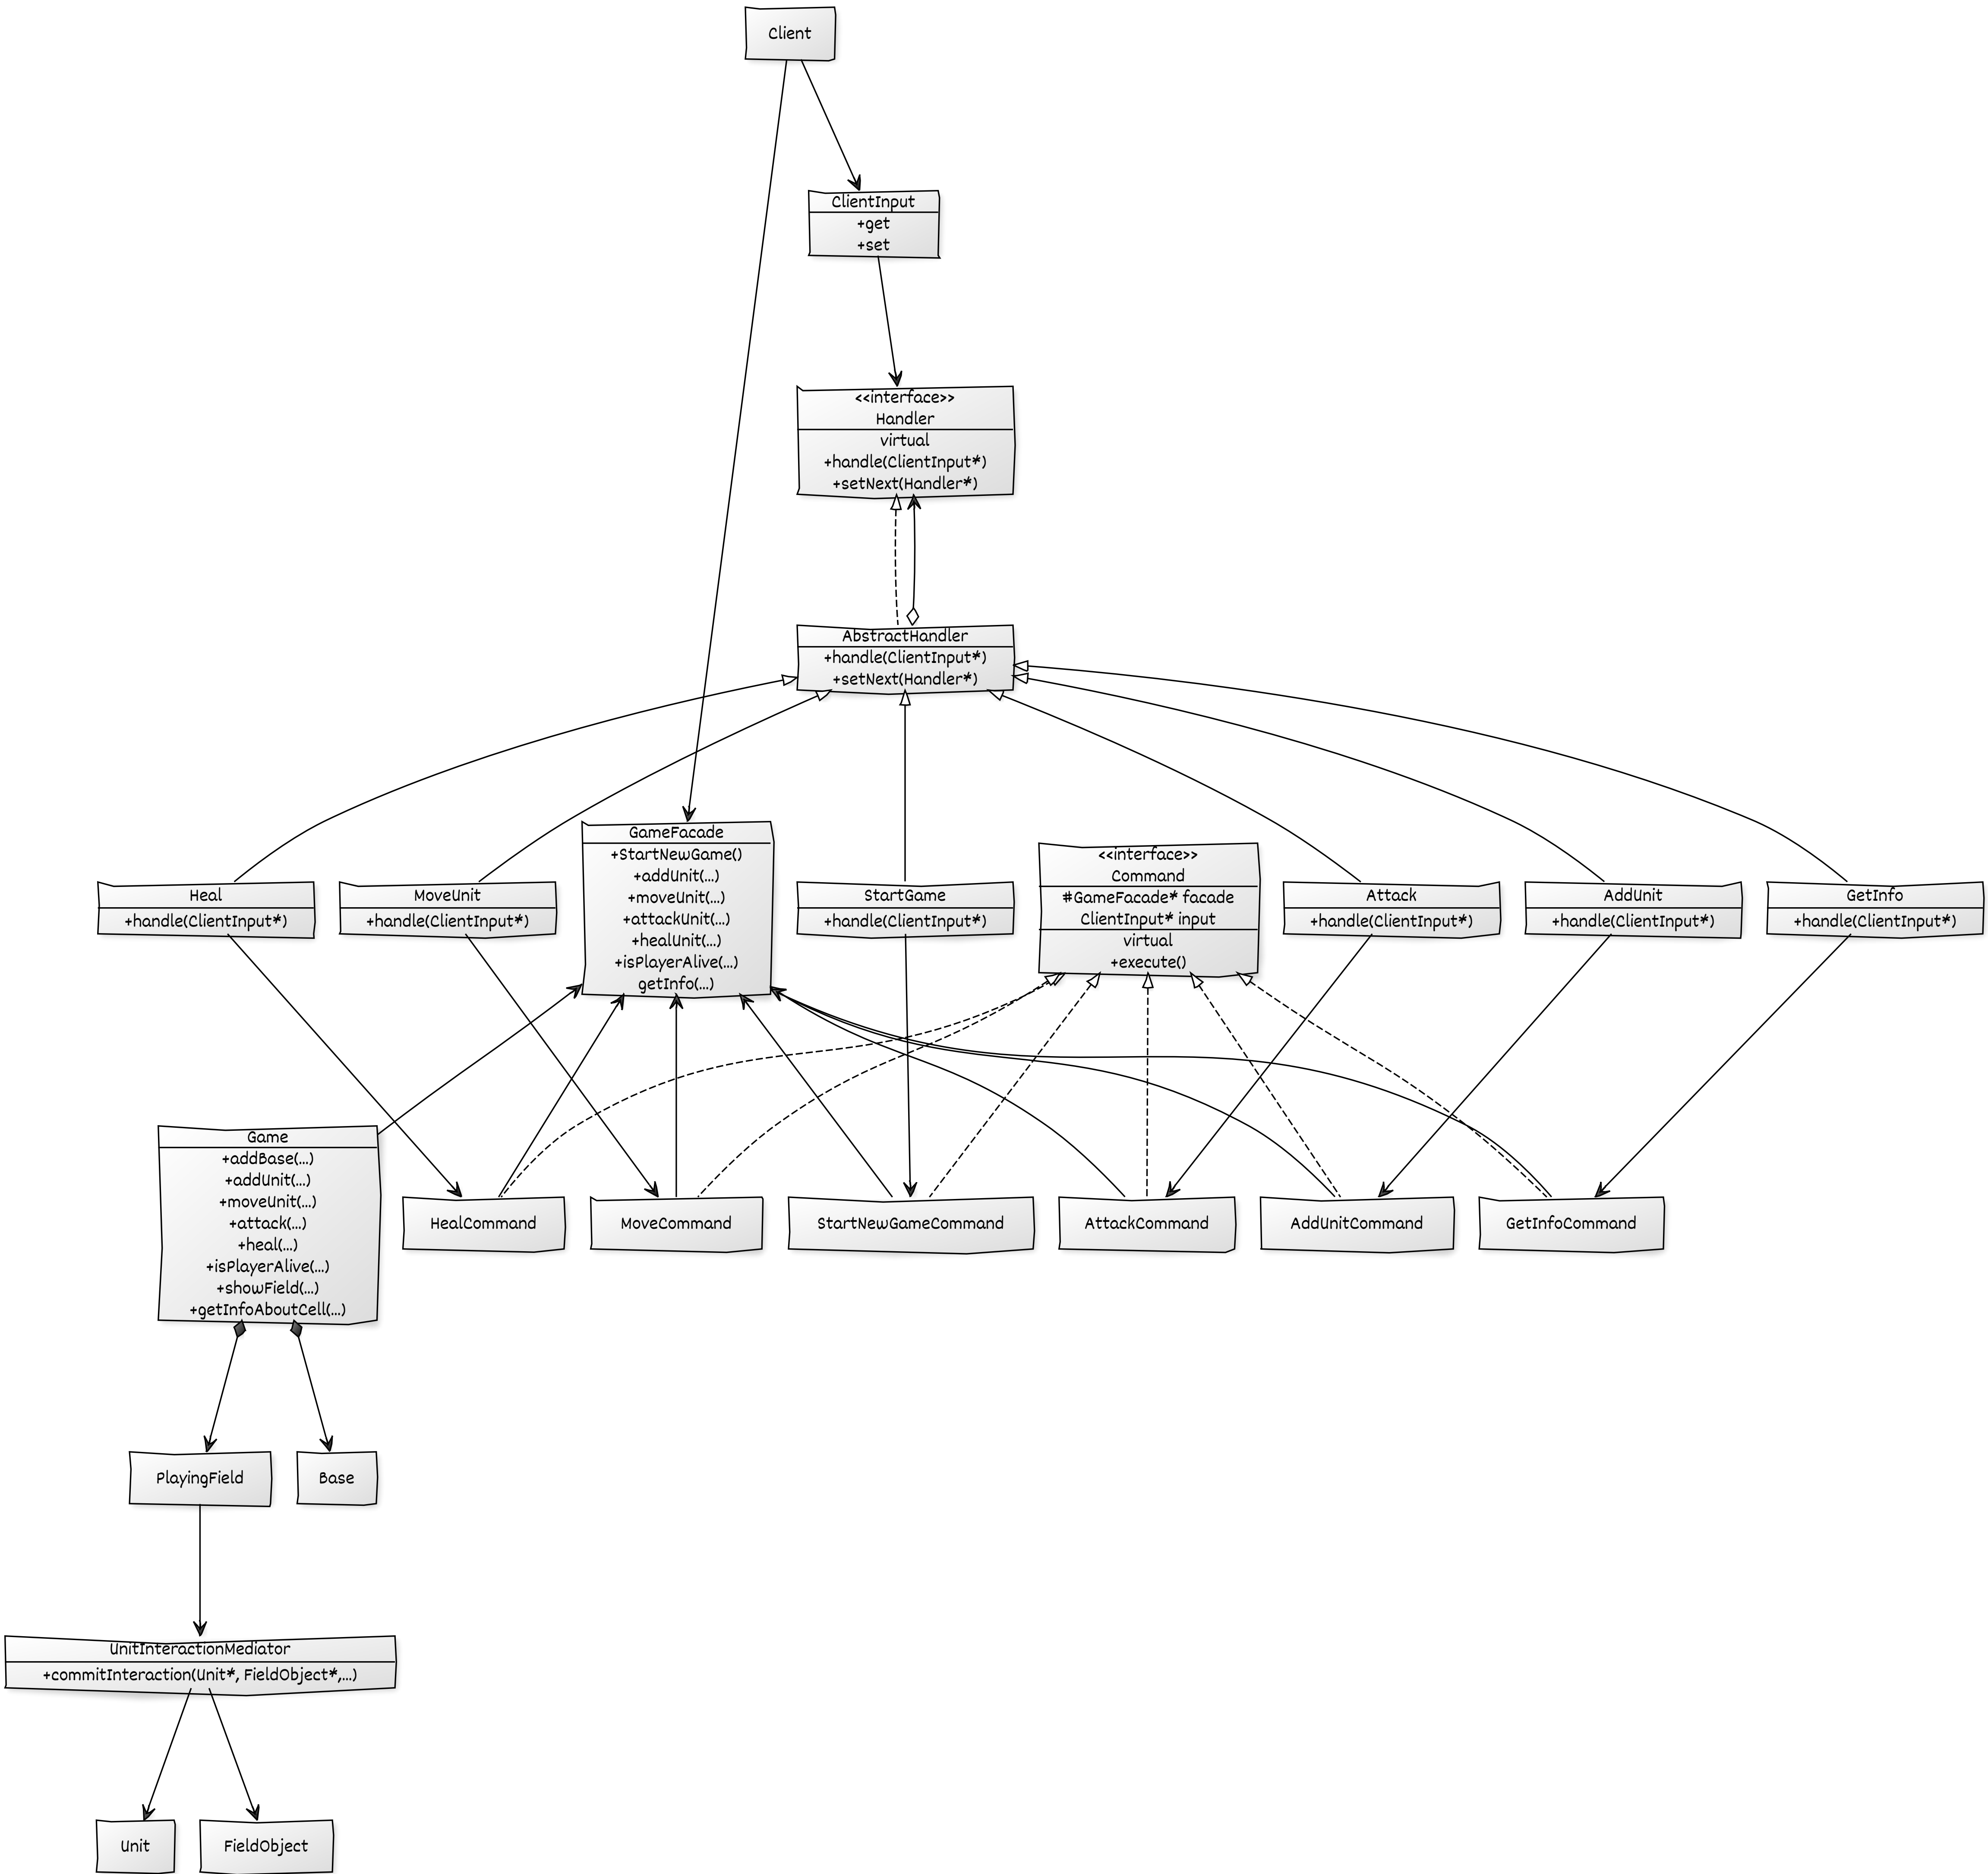 Client
ClientInput
+get
+set
<<interface>>
Handler
virtual
+handle(ClientInput*)
+setNext(Handler*)
AbstractHandler
+handle(ClientInput*)
+setNext(Handler*)
GameFacade
+StartNewGame()
+addUnit(...)
+moveUnit(...)
+attackUnit(...)
+healUnit(...)
+isPlayerAlive(...)
getInfo(...)
<<interface>>
Command
#GameFacade* facade
ClientInput* input
virtual
+execute()
Heal
+handle(ClientInput*)
MoveUnit
+handle(ClientInput*)
StartGame
+handle(ClientInput*)
Attack
+handle(ClientInput*)
AddUnit
+handle(ClientInput*)
GetInfo
+handle(ClientInput*)
Game
+addBase(...)
+addUnit(...)
+moveUnit(...)
+attack(...)
+heal(...)
+isPlayerAlive(...)
+showField(...)
+getInfoAboutCell(...)
HealCommand
MoveCommand
StartNewGameCommand
AttackCommand
AddUnitCommand
GetInfoCommand
PlayingField
Base
UnitInteractionMediator
+commitInteraction(Unit*, FieldObject*,...)
Unit
FieldObject